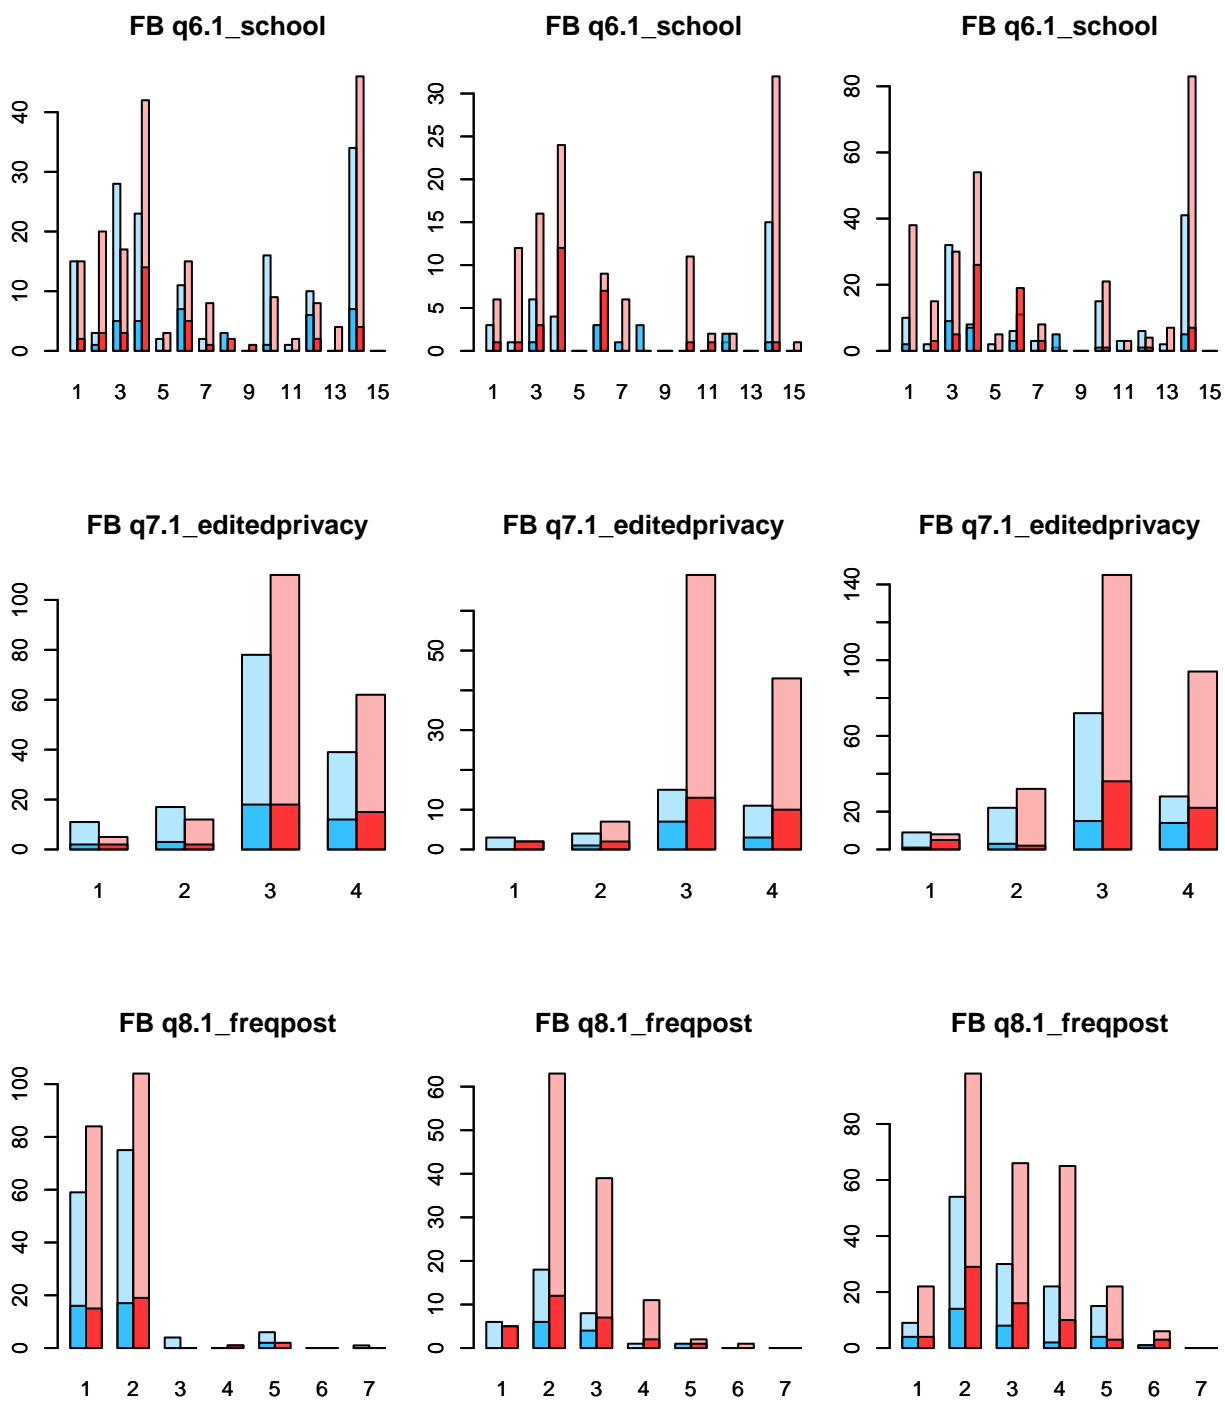 FB q6.1_school
FB q6.1_school
FB q6.1_school
0 10 20 30 40
1 3 5 7 9 11 13 15
0 5 10 15 20 25 30
1 3 5 7 9 11 13 15
0 20 40 60 80
1 3 5 7 9 11 13 15
FB q7.1_editedprivacy
FB q7.1_editedprivacy
FB q7.1_editedprivacy
0 20 40 60 80 100
1 2 3 4
0 10 30 50
1 2 3 4
0 20 60 100 140
1 2 3 4
FB q8.1_freqpost
FB q8.1_freqpost
FB q8.1_freqpost
0 20 40 60 80 100
1 2 3 4 5 6 7
0 10 20 30 40 50 60
1 2 3 4 5 6 7
0 20 40 60 80
1 2 3 4 5 6 7